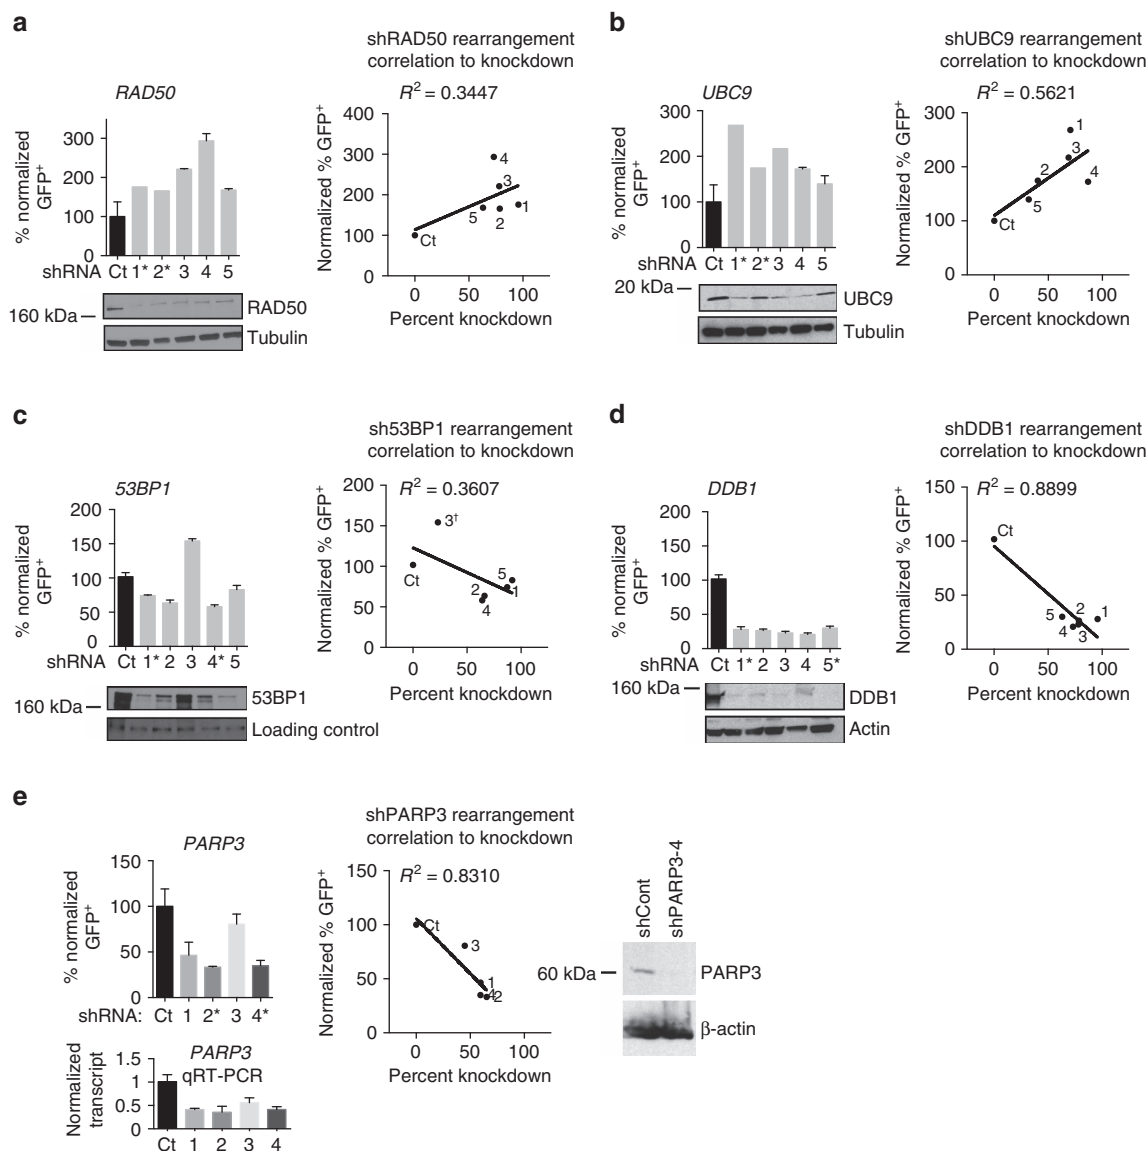 a
shRAD50 rearrangement
correlation to knockdown
RAD50
% normalized
GFP+
300
200
100
0
shRNA Ct 1* 2* 3 4 5
160 kDa
RAD50
Tubulin
R² = 0.3447
Normalized % GFP+
400
300
200
100
0
4
3
5
2
1
Ct
0 50 100
Percent knockdown
b
shUBC9 rearrangement
correlation to knockdown
UBC9
% normalized
GFP+
300
200
100
0
shRNA Ct 1* 2* 3 4 5
20 kDa
UBC9
Tubulin
R² = 0.5621
Normalized % GFP+
300
200
100
0
1
3
2
4
5
Ct
0 50 100
Percent knockdown
c
sh53BP1 rearrangement
correlation to knockdown
53BP1
% normalized
GFP+
200
150
100
50
0
shRNA Ct 1* 2 3 4* 5
160 kDa
53BP1
Loading control
R² = 0.3607
Normalized % GFP+
200
150
100
50
0
3†
Ct
5
2
1
4
0 50 100
Percent knockdown
d
shDDB1 rearrangement
correlation to knockdown
DDB1
% normalized
GFP+
200
150
100
50
0
shRNA Ct 1* 2 3 4 5*
160 kDa
DDB1
Actin
R² = 0.8899
Normalized % GFP+
150
100
50
0
Ct
5
2
1
4
3
0 50 100
Percent knockdown
e
shPARP3 rearrangement
correlation to knockdown
PARP3
% normalized
GFP+
150
100
50
0
shRNA: Ct 1 2* 3 4*
PARP3
qRT-PCR
Normalized
transcript
1.5
1
0.5
0
Ct 1 2 3 4
R² = 0.8310
Normalized % GFP+
150
100
50
0
Ct
3
1
4
2
0 50 100
Percent knockdown
shCont
shPARP3-4
60 kDa
PARP3
β-actin